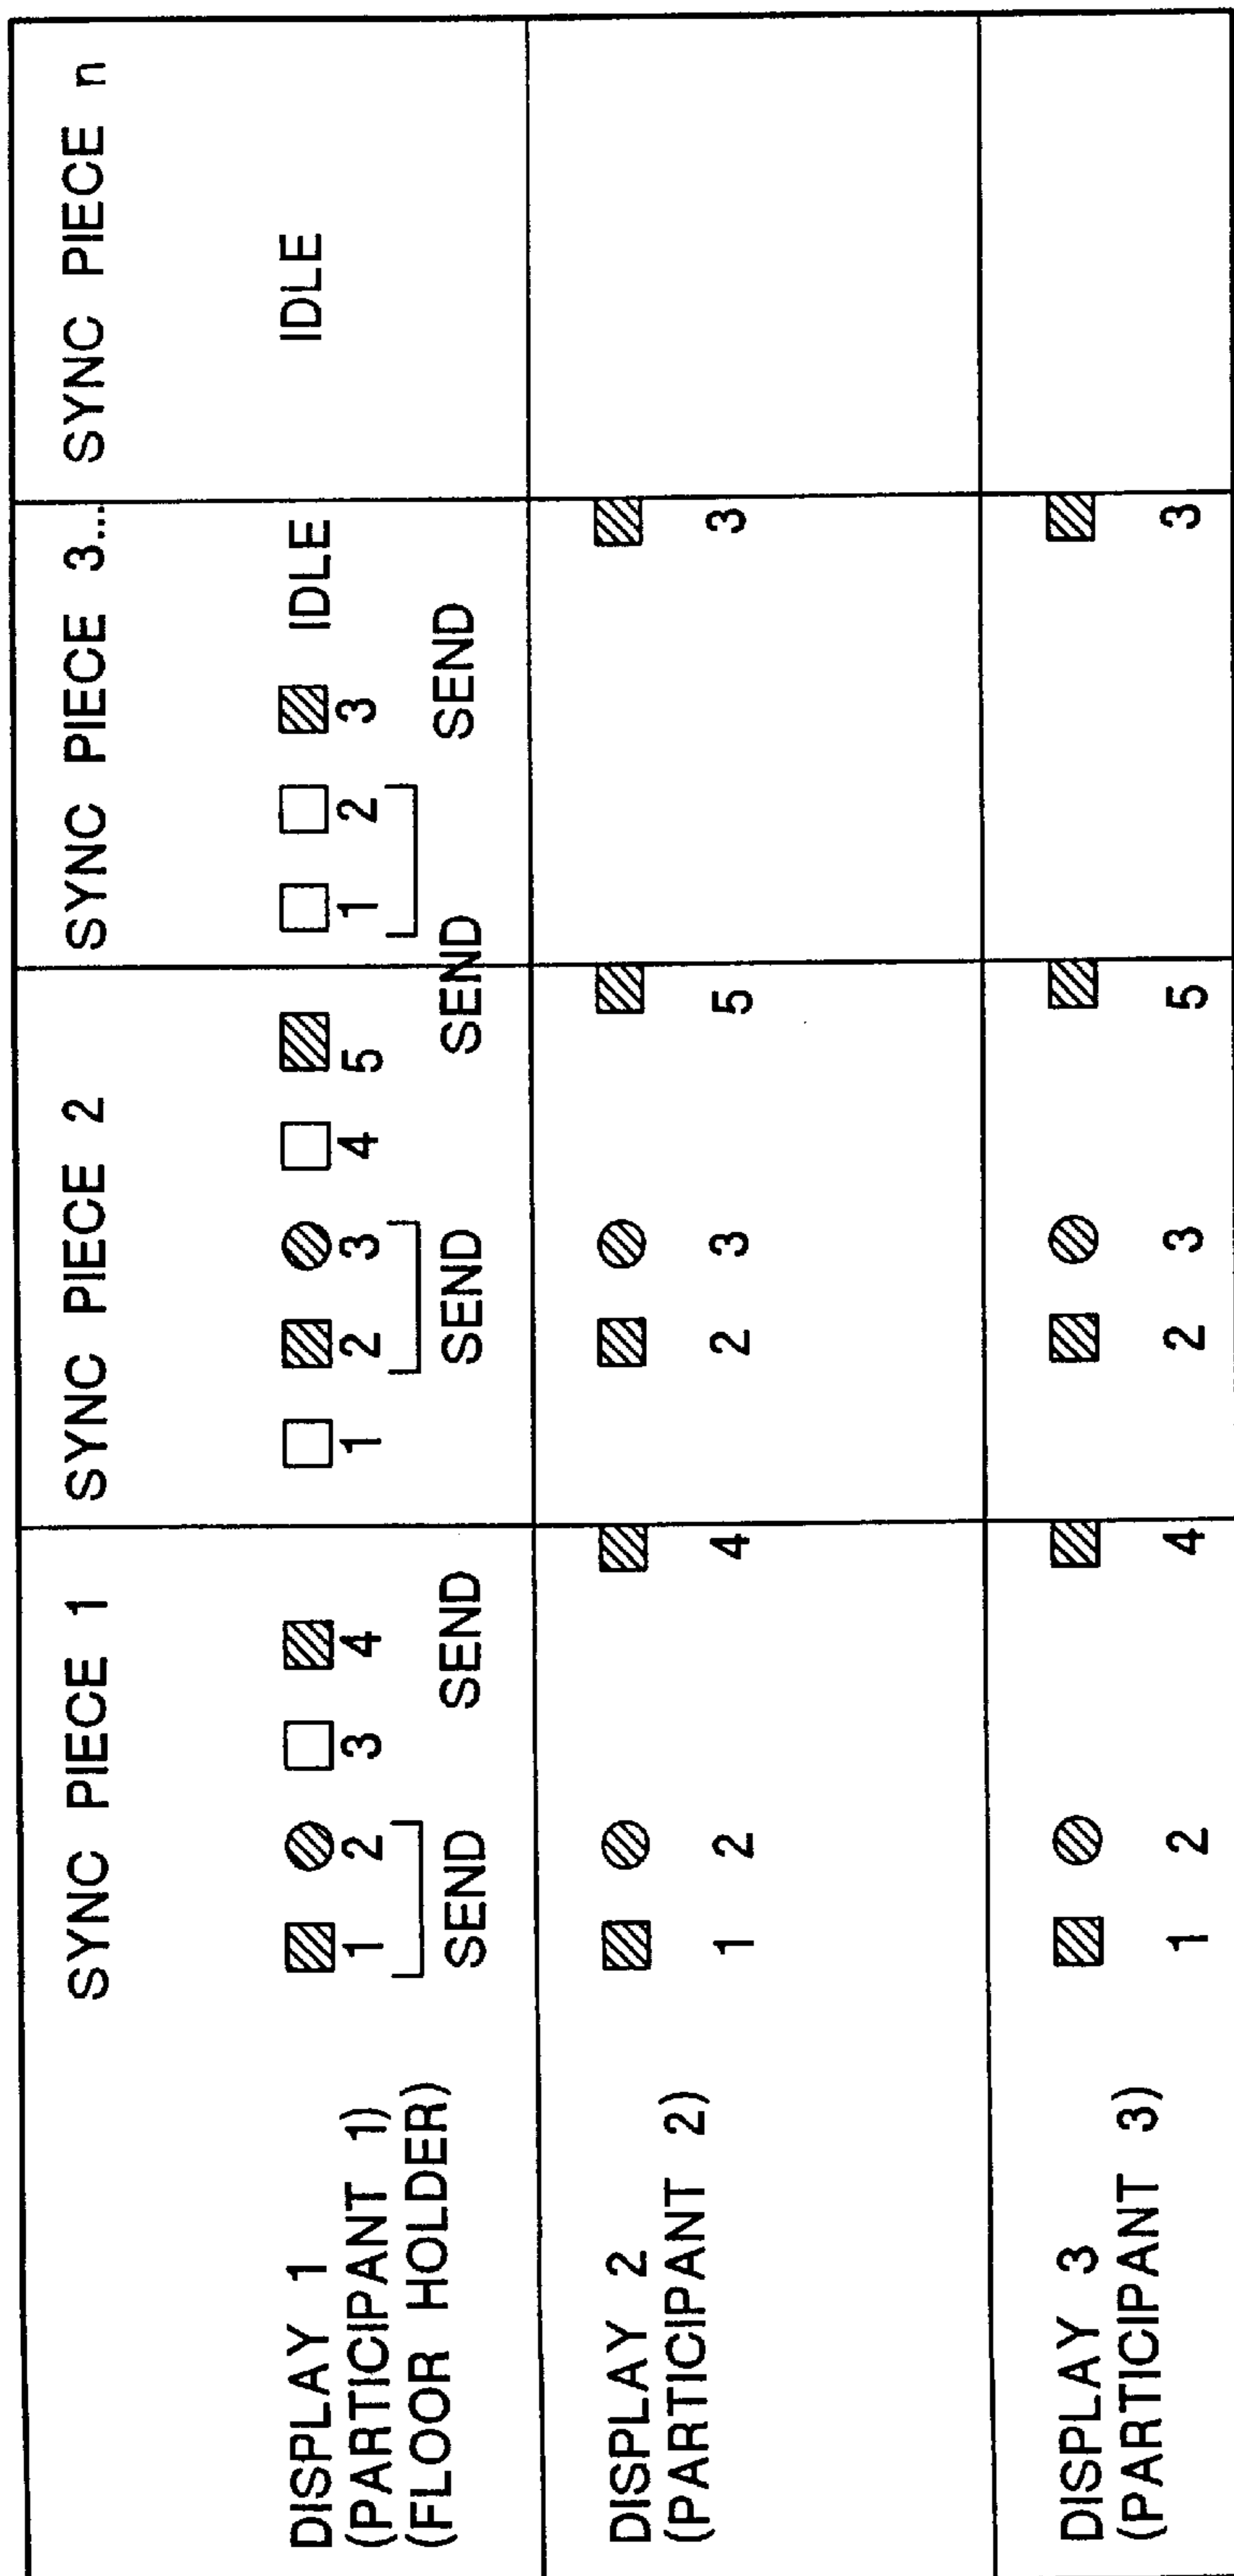 SYNC PIECE 1 SYNC PIECE 2 SYNC PIECE 3... SYNC PIECE n
DISPLAY 1
(PARTICIPANT 1)
(FLOOR HOLDER)
IDLE IDLE
1 2 3 4 1 2 3 4 5 1 2 3
SEND SEND SEND SEND SEND
DISPLAY 2
(PARTICIPANT 2)
1 2 4 2 3 5 3
DISPLAY 3
(PARTICIPANT 3)
1 2 4 2 3 5 3